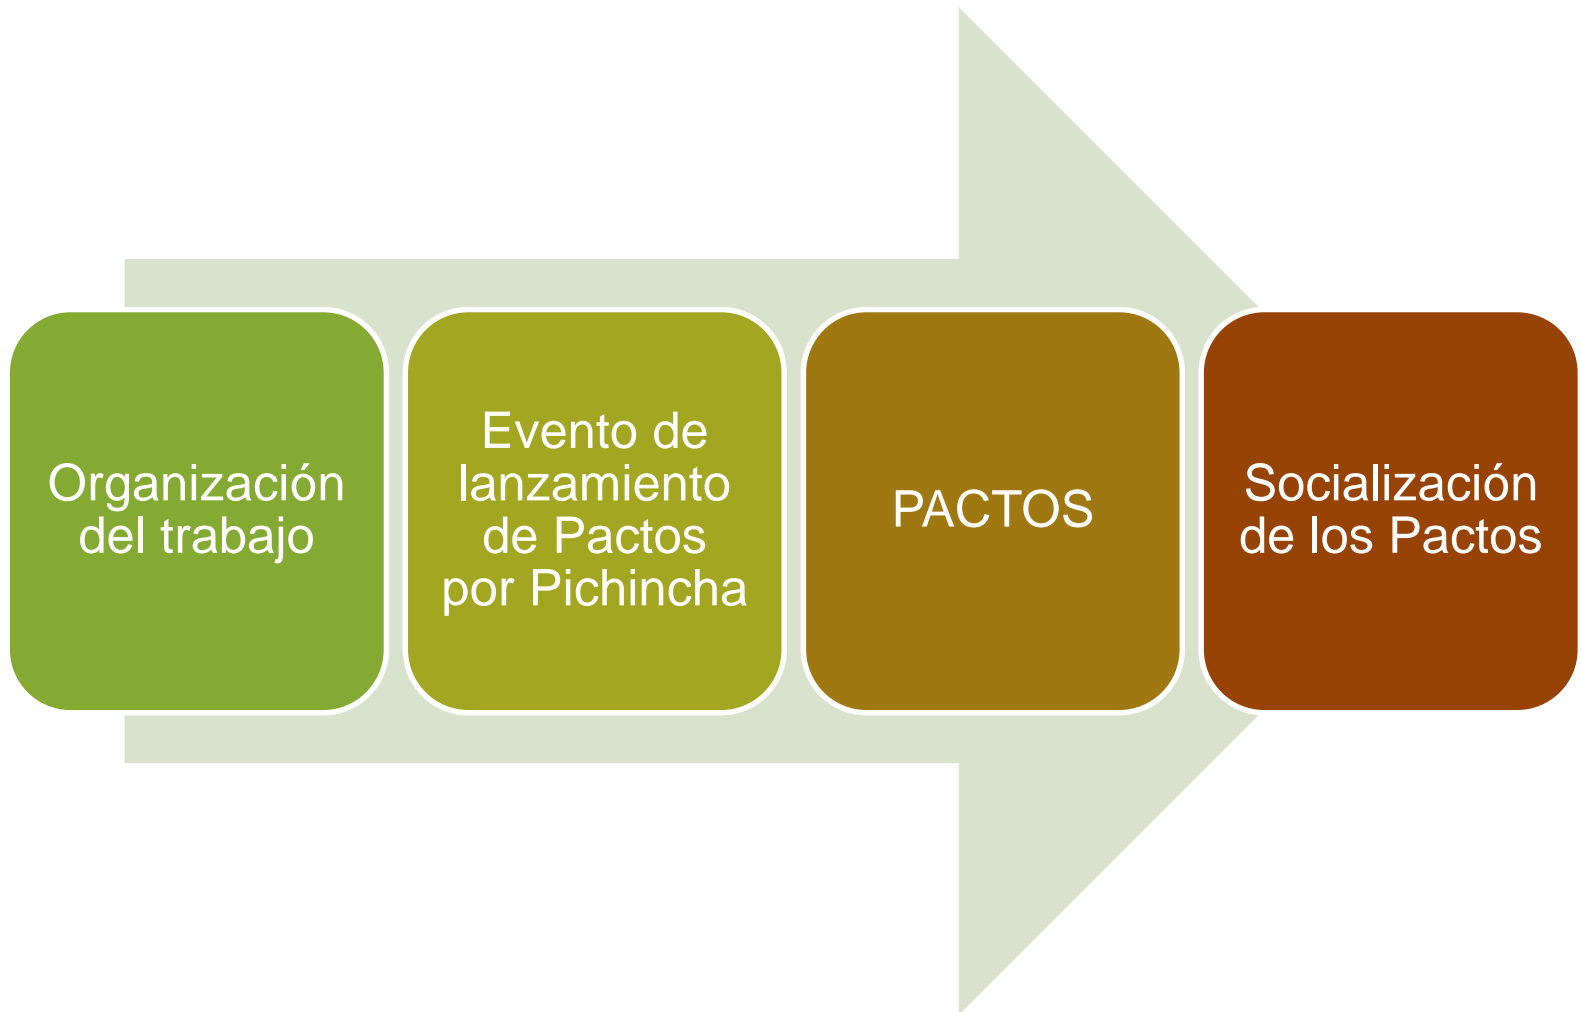 Organización
del trabajo
Evento de
lanzamiento
de Pactos
por Pichincha
PACTOS
Socialización
de los Pactos